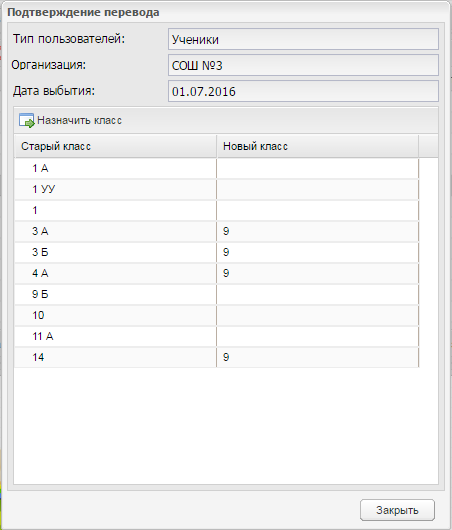 Подтверждение перевода
Тип пользователей: Ученики
Организация: СОШ №3
Дата выбытия: 01.07.2016
Назначить класс
Старый класс Новый класс
1 А
1 УУ
1
3 А 9
3 Б 9
4 А 9
9 Б
10
11 А
14 9
Закрыть